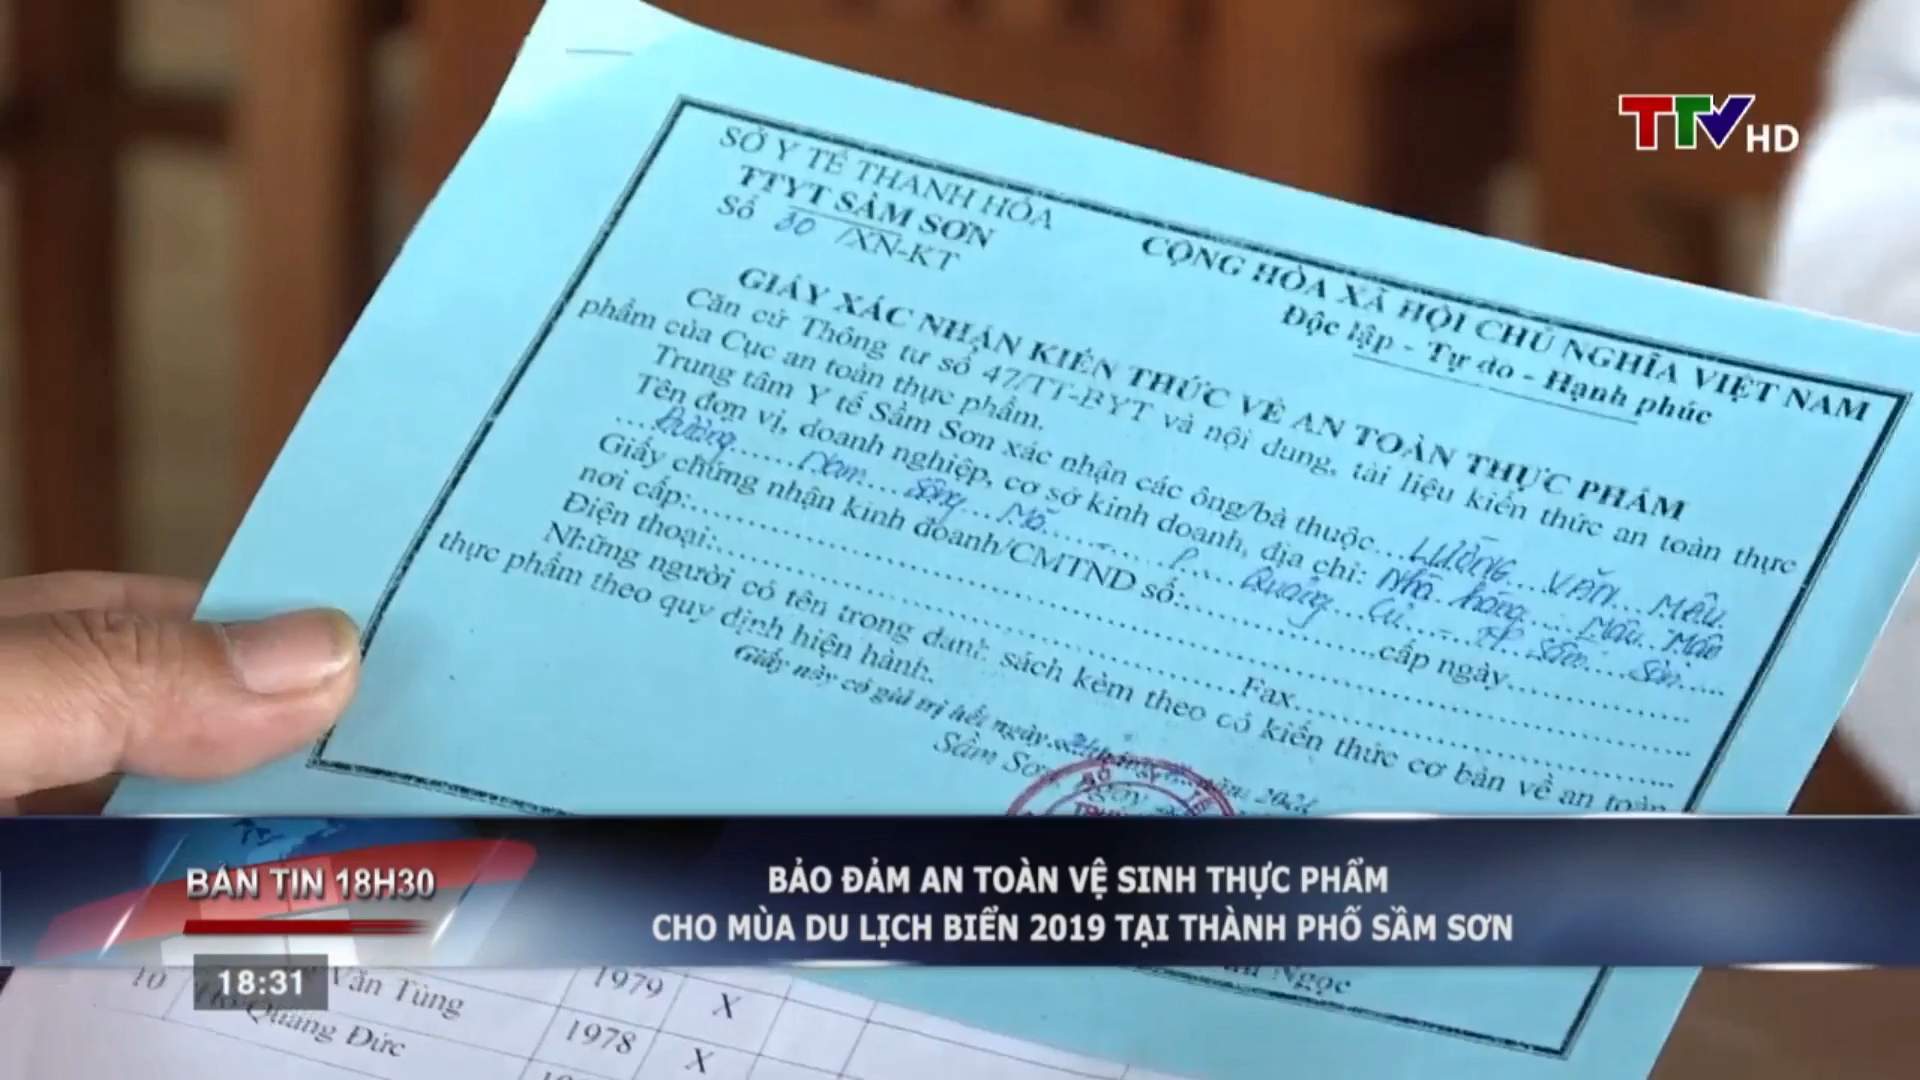 TTV HD
SỞ Y TẾ THANH HÓA
TTYT SẦM SƠN
Số 30 /XN-KT
CỘNG HÒA XÃ HỘI CHỦ NGHĨA VIỆT NAM
Độc lập - Tự do - Hạnh phúc
GIẤY XÁC NHẬN KIẾN THỨC VỀ AN TOÀN THỰC PHẨM
Căn cứ Thông tư số 47/TT-BYT và nội dung, tài liệu kiến thức an toàn thực
phẩm của Cục an toàn thực phẩm.
Trung tâm Y tế Sầm Sơn xác nhận các ông/bà thuộc... LƯỜNG... VĂN... MẬU
Tên đơn vị, doanh nghiệp, cơ sở kinh doanh, địa chỉ: Nhà hàng... Mậu Mận
...Đường... Nam... Sông... Mã... P... Quảng... Cư... TP Sầm... Sơn...
Giấy chứng nhận kinh doanh/CMTND số:...cấp ngày...
nơi cấp:...
Điện thoại:...Fax...
Những người có tên trong danh sách kèm theo có kiến thức cơ bản về an toàn
thực phẩm theo quy định hiện hành.
Giấy này có giá trị hết ngày
Sầm Sơn
BẢN TIN 18H30
BẢO ĐẢM AN TOÀN VỆ SINH THỰC PHẨM
CHO MÙA DU LỊCH BIỂN 2019 TẠI THÀNH PHỐ SẦM SƠN
18:31
Ngọc
10 Văn Tùng 1979 X
Quang Đức 1978 X